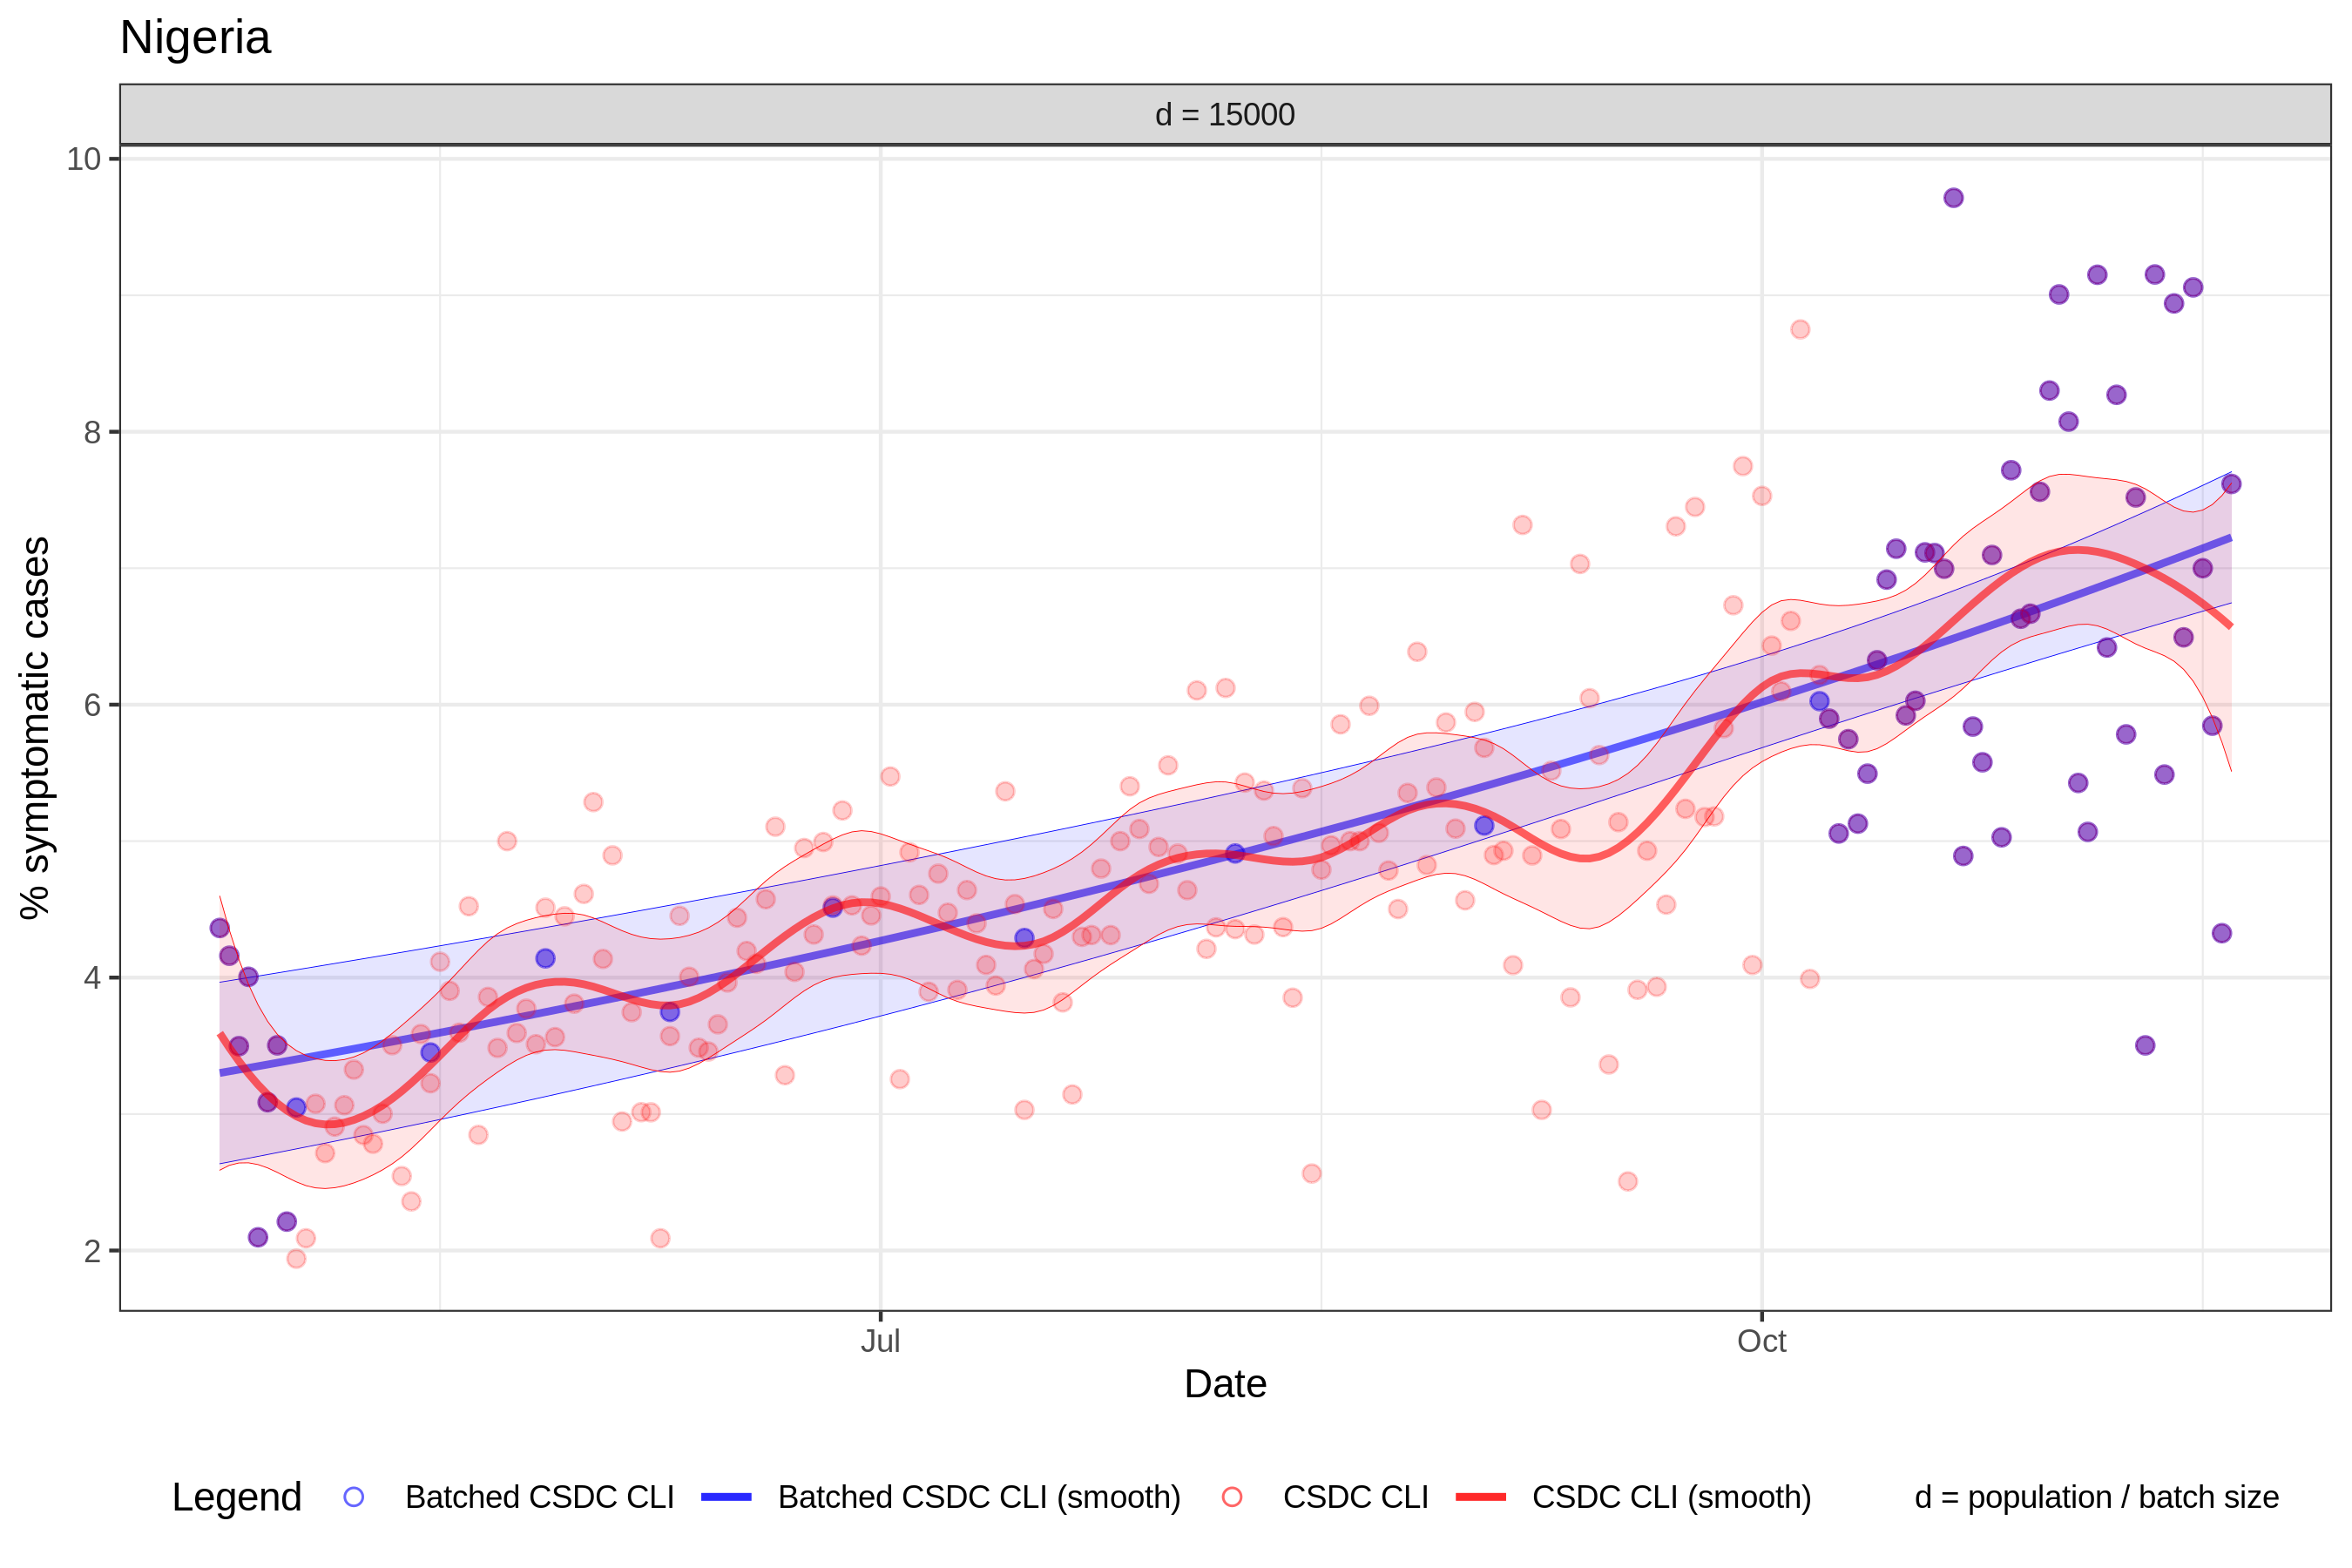 Nigeria
d = 15000
10
8
6
4
2
% symptomatic cases
Jul
Oct
Date
Legend
Batched CSDC CLI
Batched CSDC CLI (smooth)
CSDC CLI
CSDC CLI (smooth)
d = population / batch size